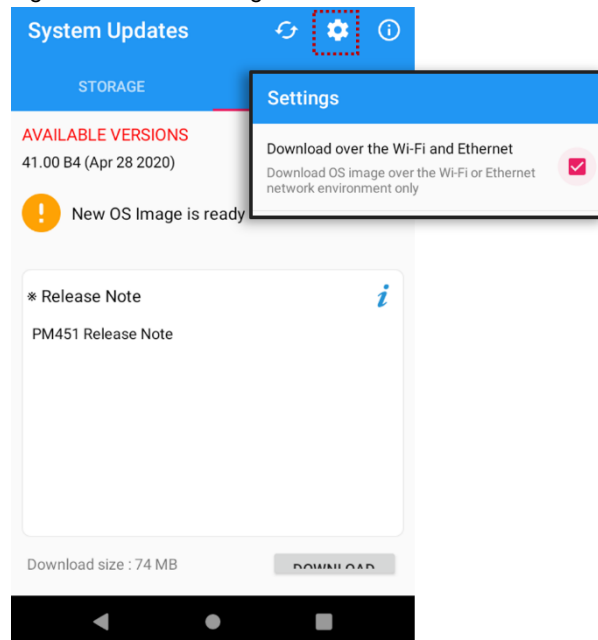 System Updates
STORAGE
Settings
AVAILABLE VERSIONS
41.00 B4 (Apr 28 2020)
Download over the Wi-Fi and Ethernet
Download OS image over the Wi-Fi or Ethernet
network environment only
New OS Image is ready
※ Release Note
PM451 Release Note
Download size : 74 MB
DOWNLOAD